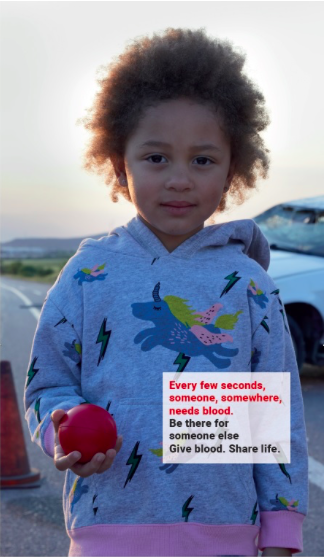 Every few seconds,
someone, somewhere,
needs blood.
Be there for
someone else
Give blood. Share life.